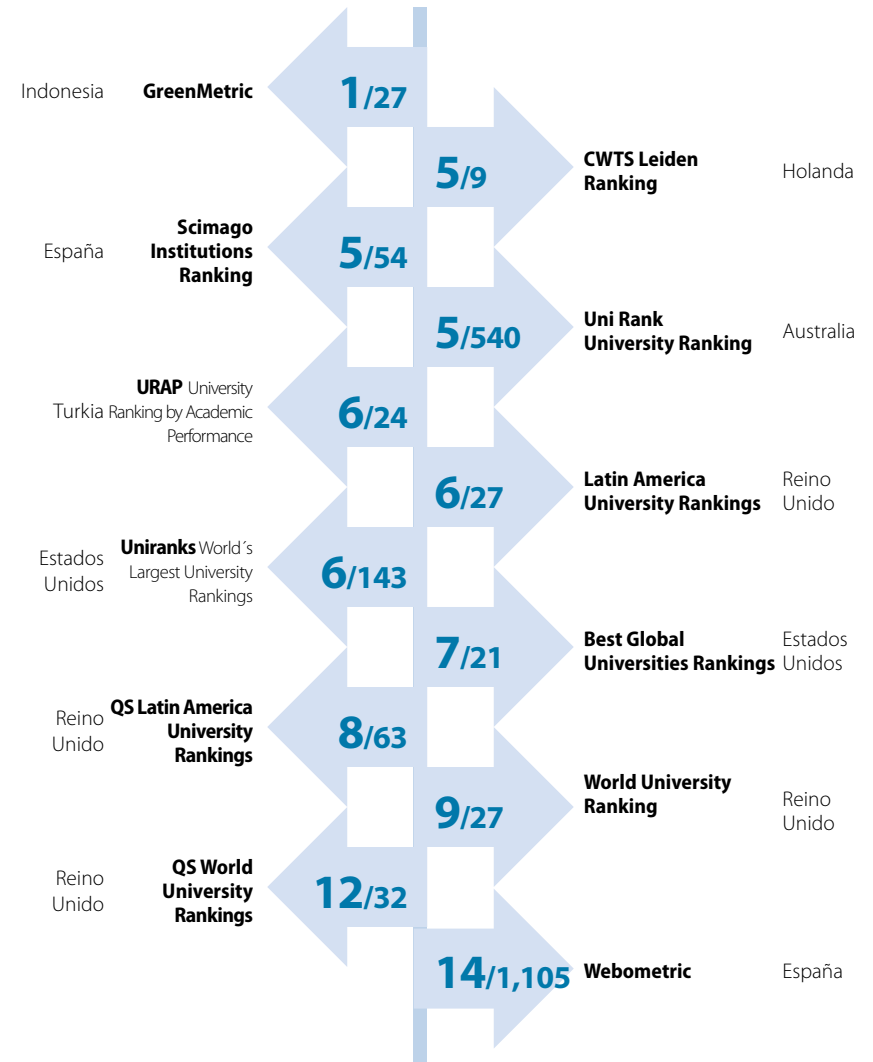 Indonesia GreenMetric 1/27
5/9 CWTS Leiden
Ranking Holanda
España Scimago
Institutions
Ranking 5/54
5/540 Uni Rank
University Ranking Australia
URAP University
Turkia Ranking by Academic
Performance 6/24
6/27 Latin America
University Rankings Reino
Unido
Estados
Unidos Uniranks World´s
Largest University
Rankings 6/143
7/21 Best Global
Universities Rankings Estados
Unidos
Reino
Unido QS Latin America
University
Rankings 8/63
9/27 World University
Ranking Reino
Unido
Reino
Unido QS World
University
Rankings 12/32
14/1,105 Webometric España